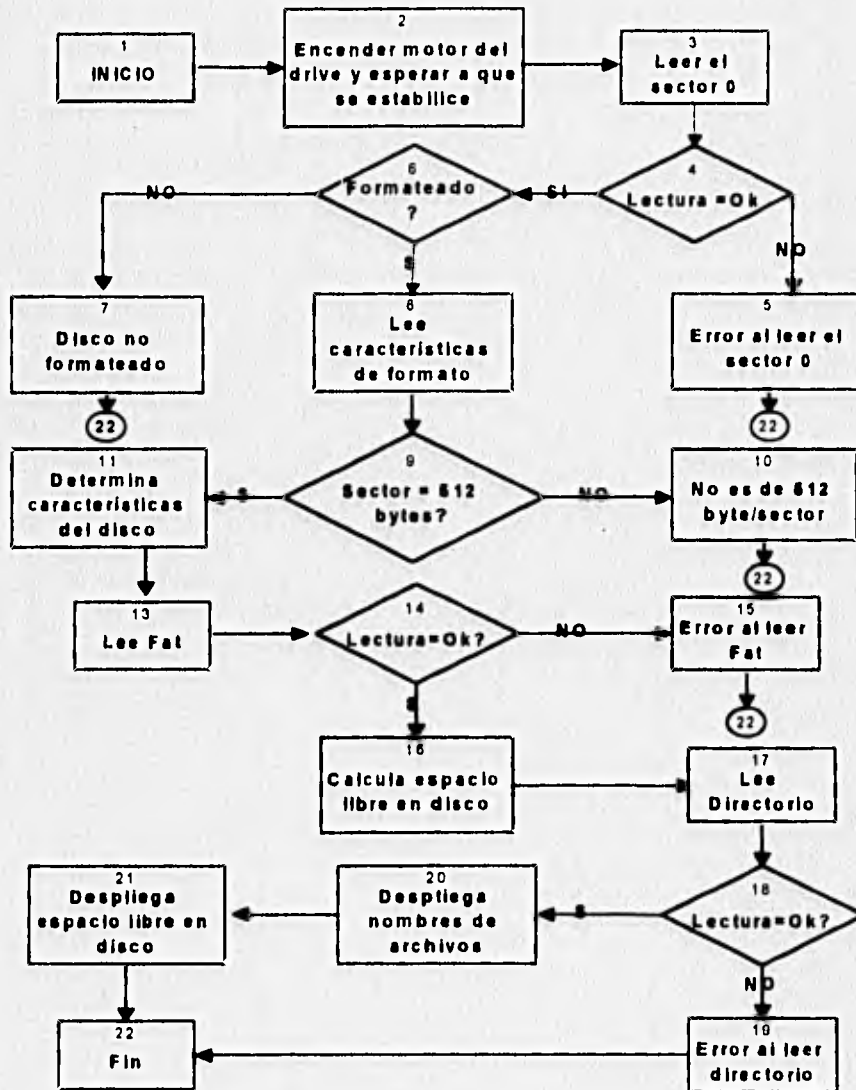 1
INICIO
2
Encender motor del
drive y esperar a que
se estabilice
3
Leer el
sector 0
4
Lectura =Ok
SI
NO
6
Formateado
?
NO
S
7
Disco no
formateado
22
8
Lee
características
de formato
5
Error al leer el
sector 0
22
9
Sector = 512
bytes?
S
NO
11
Determina
características
del disco
10
No es de 512
byte/sector
22
13
Lee Fat
14
Lectura=Ok?
NO
S
15
Error al leer
Fat
22
16
Calcula espacio
libre en disco
17
Lee
Directorio
18
Lectura=Ok?
S
NO
20
Despliega
nombres de
archivos
21
Despliega
espacio libre en
disco
22
Fin
19
Error al leer
directorio